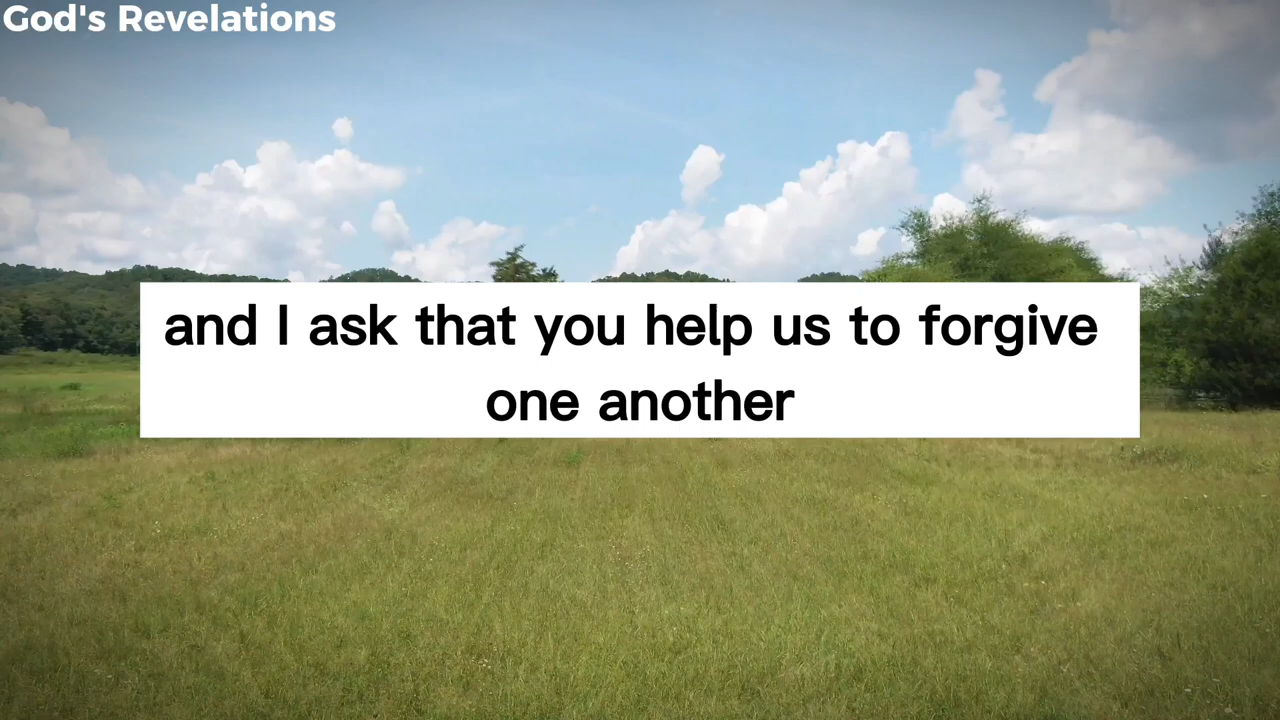 God's Revelations
and I ask that you help us to forgive
one another